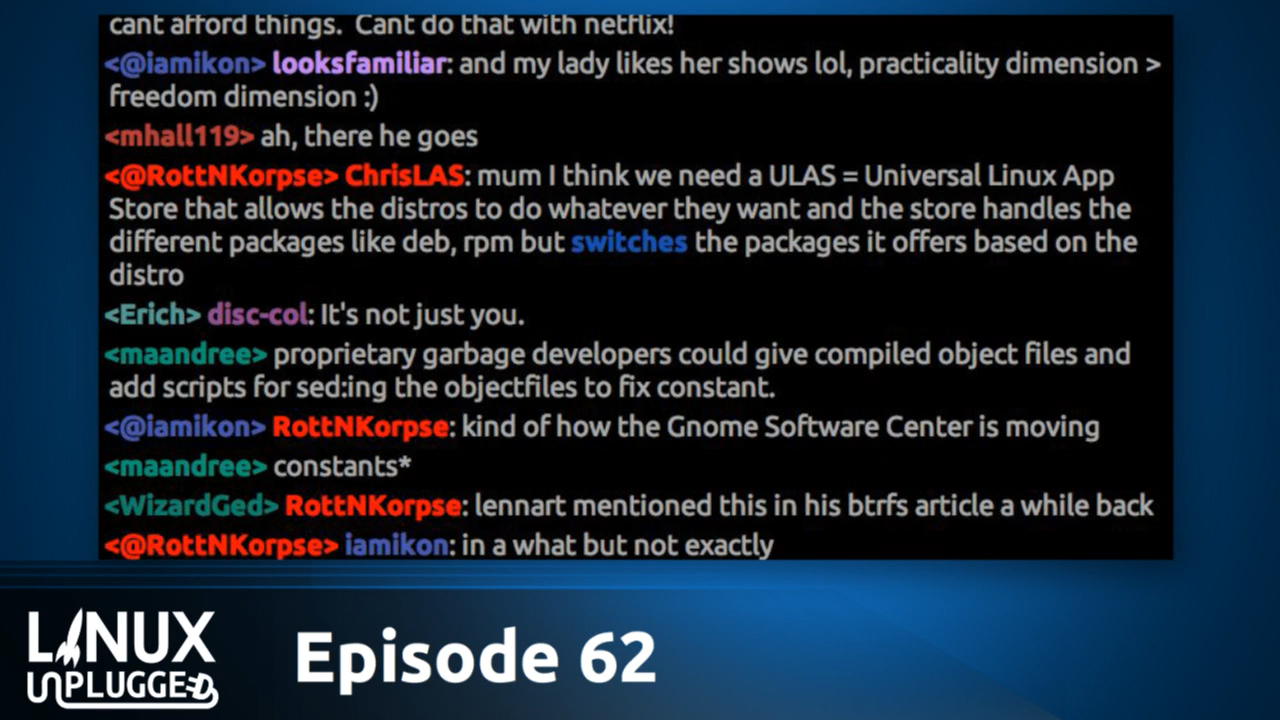 cant afford things. Cant do that with netflix!
<@iamikon> looksfamiliar: and my lady likes her shows lol, practicality dimension >
freedom dimension :)
<mhall119> ah, there he goes
<@RottNKorpse> ChrisLAS: mum I think we need a ULAS = Universal Linux App
Store that allows the distros to do whatever they want and the store handles the
different packages like deb, rpm but switches the packages it offers based on the
distro
<Erich> disc-col: It's not just you.
<maandree> proprietary garbage developers could give compiled object files and
add scripts for sed:ing the objectfiles to fix constant.
<@iamikon> RottNKorpse: kind of how the Gnome Software Center is moving
<maandree> constants*
<WizardGed> RottNKorpse: lennart mentioned this in his btrfs article a while back
<@RottNKorpse> iamikon: in a what but not exactly
LINUX
UNPLUGGED
Episode 62